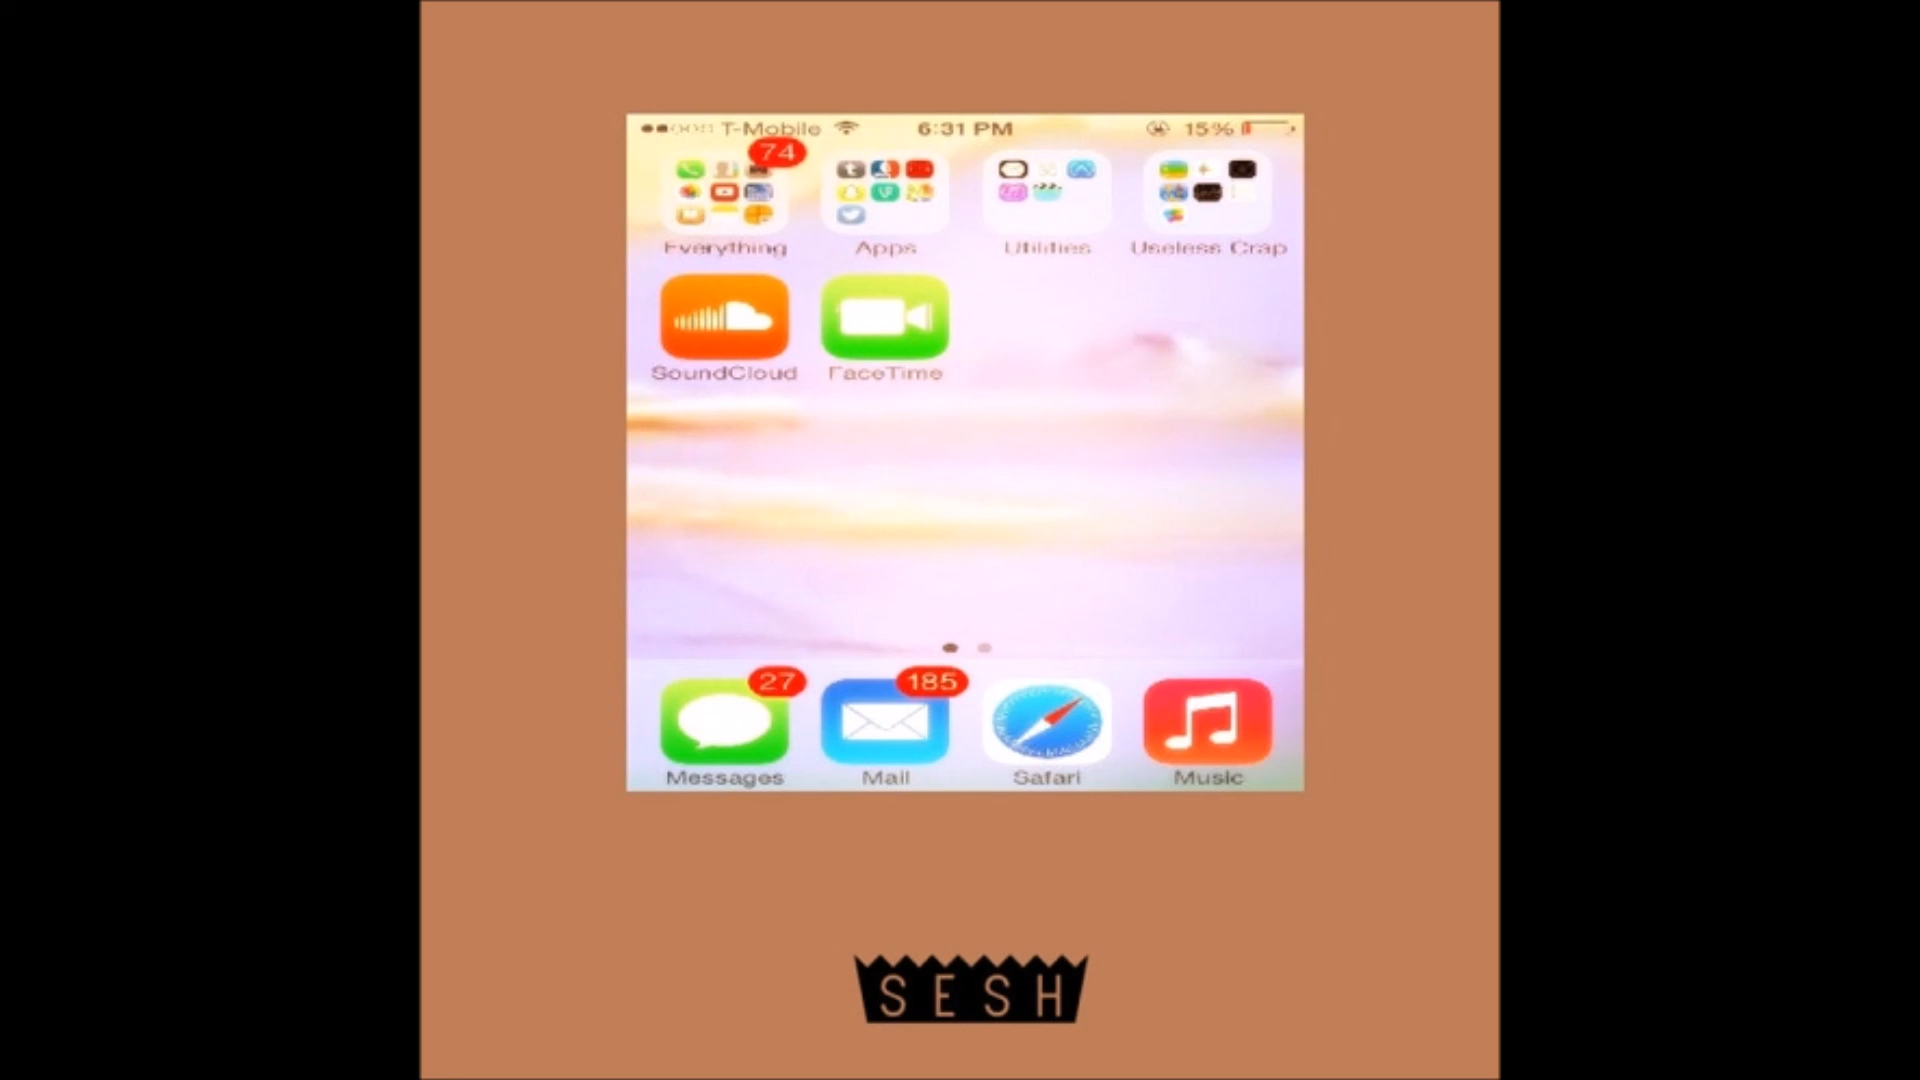 T-Mobile 6:31 PM 15%
74
Everything Apps Utilities Useless Crap
SoundCloud FaceTime
27 185
Messages Mail Safari Music
SESH